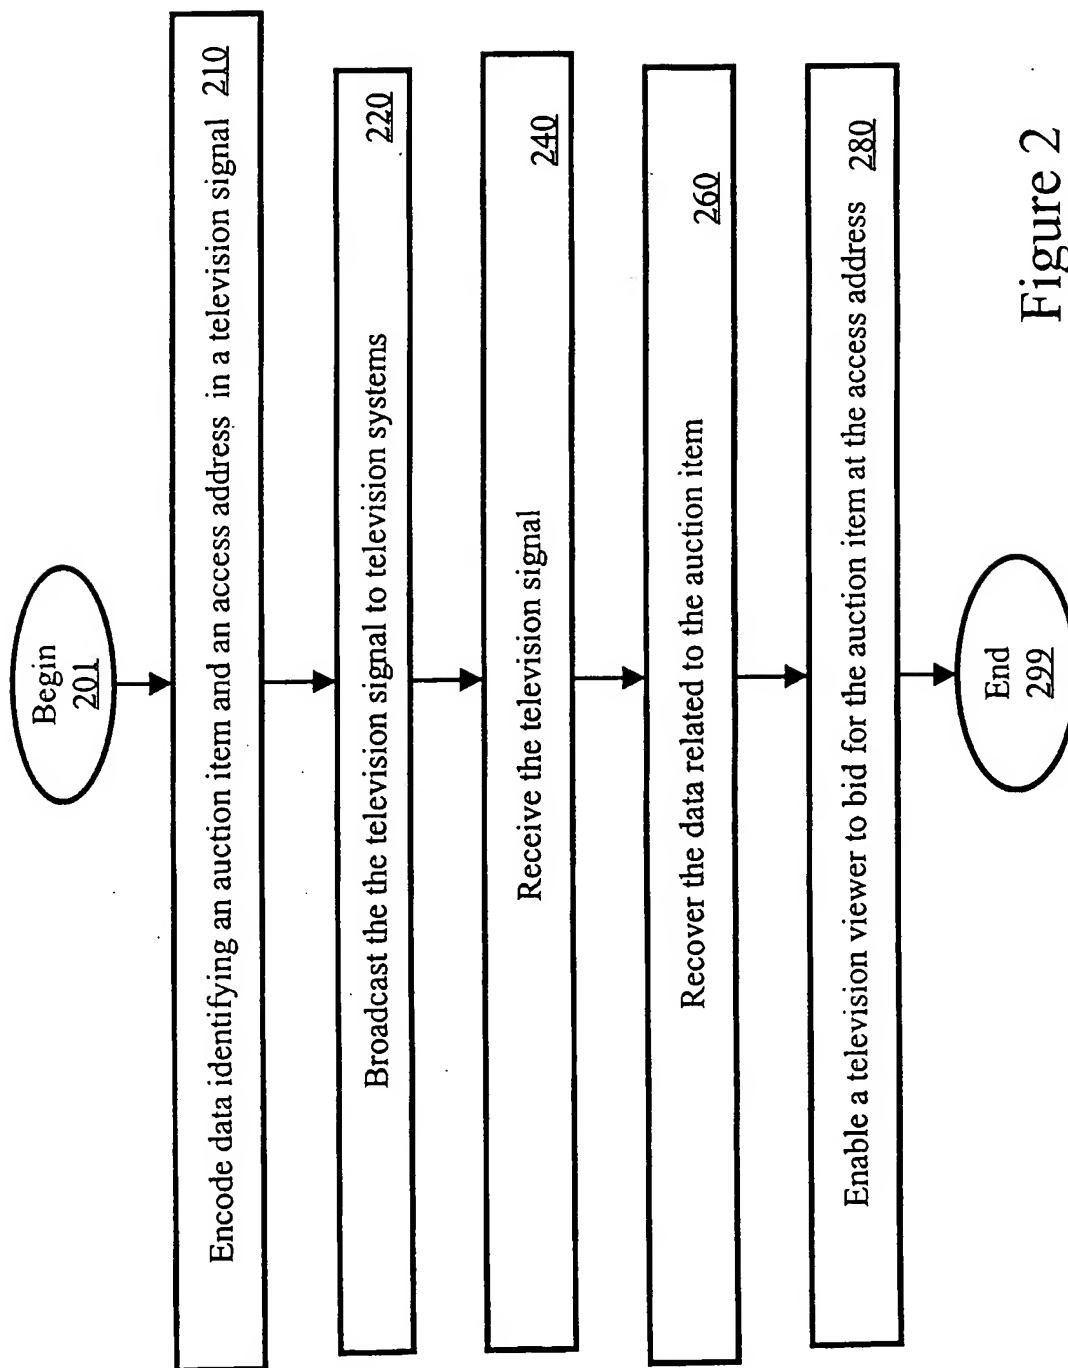 Begin
201
Encode data identifying an auction item and an access address in a television signal 210
Broadcast the the television signal to television systems 220
Receive the television signal 240
Recover the data related to the auction item 260
Enable a television viewer to bid for the auction item at the access address 280
End
299
Figure 2